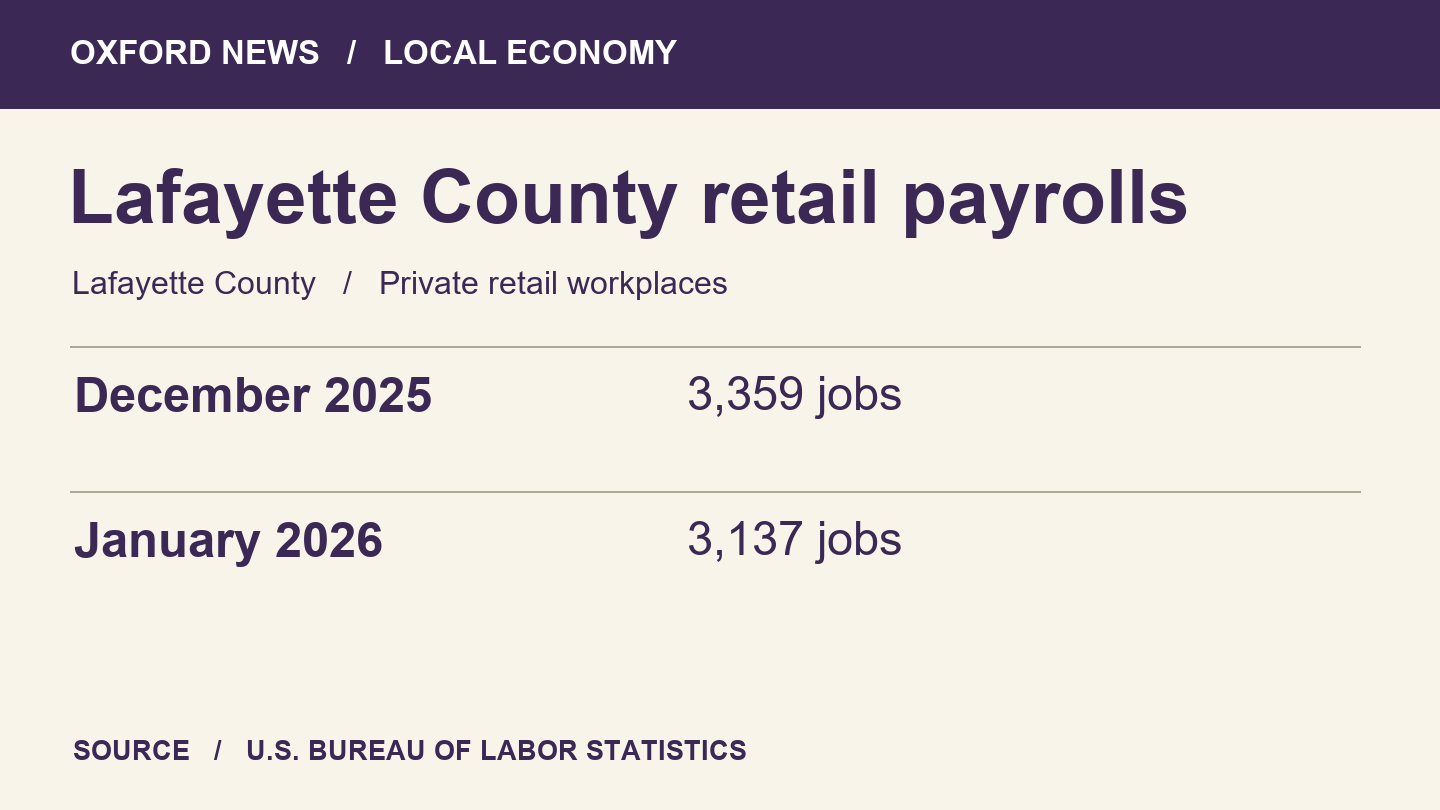 OXFORD NEWS / LOCAL ECONOMY
Lafayette County retail payrolls
Lafayette County / Private retail workplaces
December 2025 3,359 jobs
January 2026 3,137 jobs
SOURCE / U.S. BUREAU OF LABOR STATISTICS